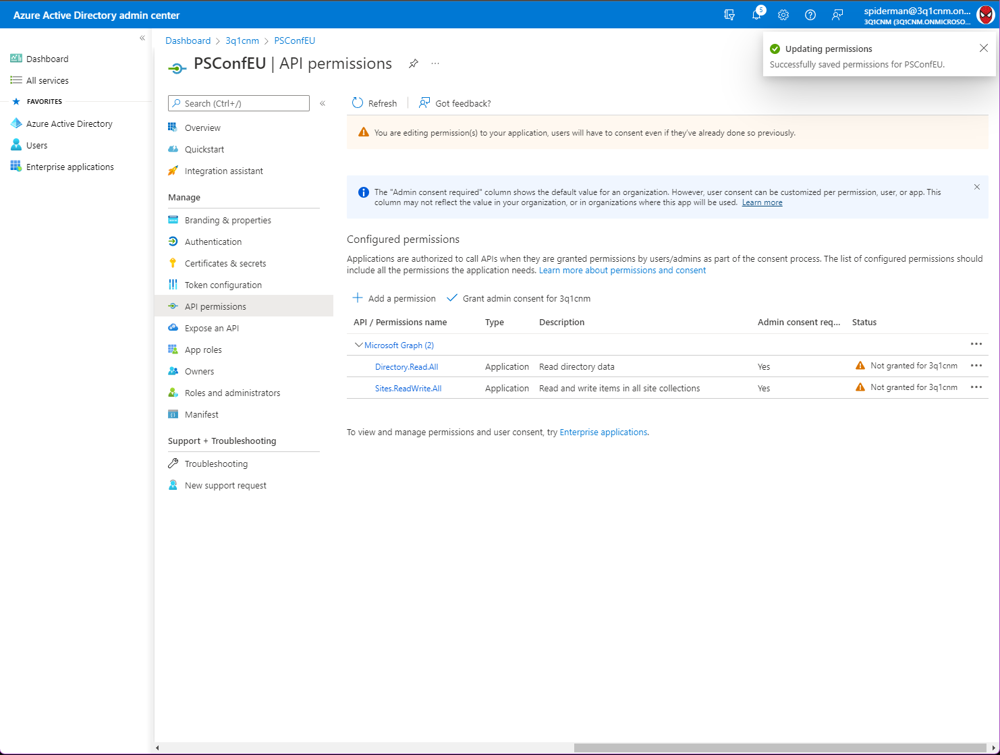 Azure Active Directory admin center
5
spiderman@3q1cnm.on...
3Q1CNM (3Q1CNM.ONMICROSO...
Dashboard
All services
FAVORITES
Azure Active Directory
Users
Enterprise applications
Dashboard > 3q1cnm > PSConfEU
PSConfEU | API permissions
Updating permissions
Successfully saved permissions for PSConfEU.
Search (Ctrl+/)
Overview
Quickstart
Integration assistant
Manage
Branding & properties
Authentication
Certificates & secrets
Token configuration
API permissions
Expose an API
App roles
Owners
Roles and administrators
Manifest
Support + Troubleshooting
Troubleshooting
New support request
Refresh
Got feedback?
You are editing permission(s) to your application, users will have to consent even if they've already done so previously.
The "Admin consent required" column shows the default value for an organization. However, user consent can be customized per permission, user, or app. This
column may not reflect the value in your organization, or in organizations where this app will be used. Learn more
Configured permissions
Applications are authorized to call APIs when they are granted permissions by users/admins as part of the consent process. The list of configured permissions should
include all the permissions the application needs. Learn more about permissions and consent
Add a permission
Grant admin consent for 3q1cnm
API / Permissions name Type Description Admin consent req... Status
Microsoft Graph (2)
Directory.Read.All Application Read directory data Yes Not granted for 3q1cnm
Sites.ReadWrite.All Application Read and write items in all site collections Yes Not granted for 3q1cnm
To view and manage permissions and user consent, try Enterprise applications.